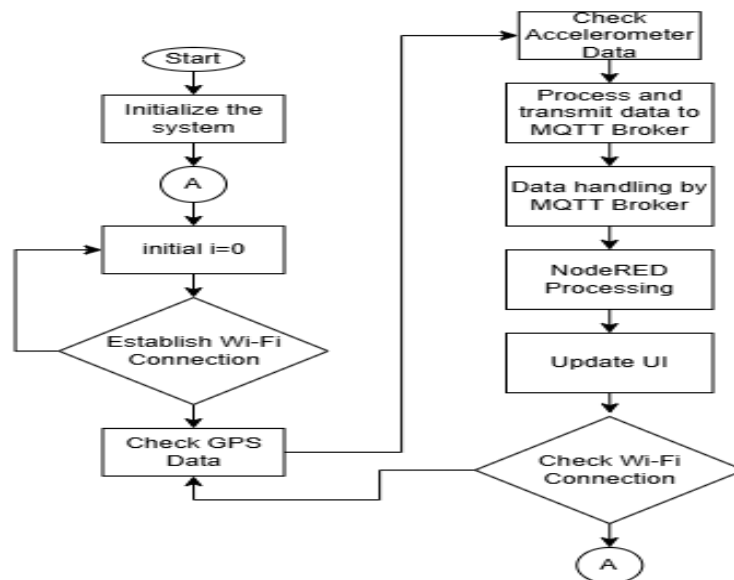 Start
Initialize the
system
A
initial i=0
Establish Wi-Fi
Connection
Check GPS
Data
Check
Accelerometer
Data
Process and
transmit data to
MQTT Broker
Data handling by
MQTT Broker
NodeRED
Processing
Update UI
Check Wi-Fi
Connection
A